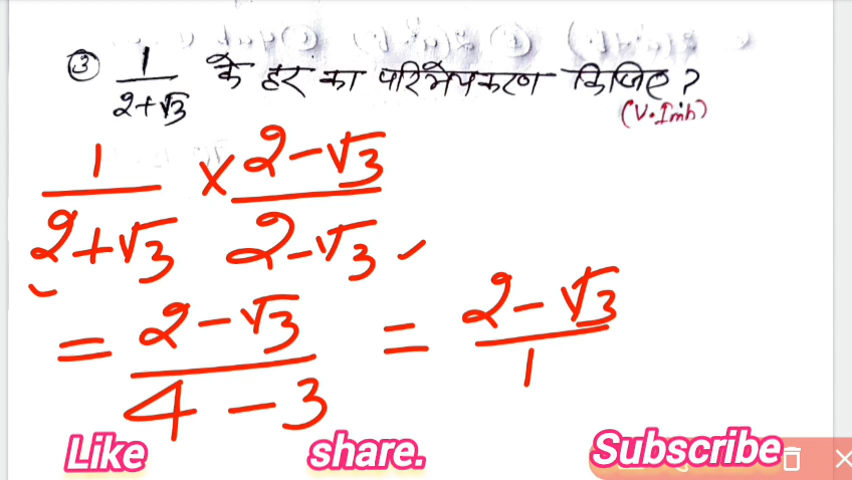 ③ 1/(2+√3) के हर का परिमेयकरण किजिए ?
(V.Imp)
1/(2+√3) × (2-√3)/(2-√3)
= (2-√3)/(4-3) = (2-√3)/1
Like share. Subscribe